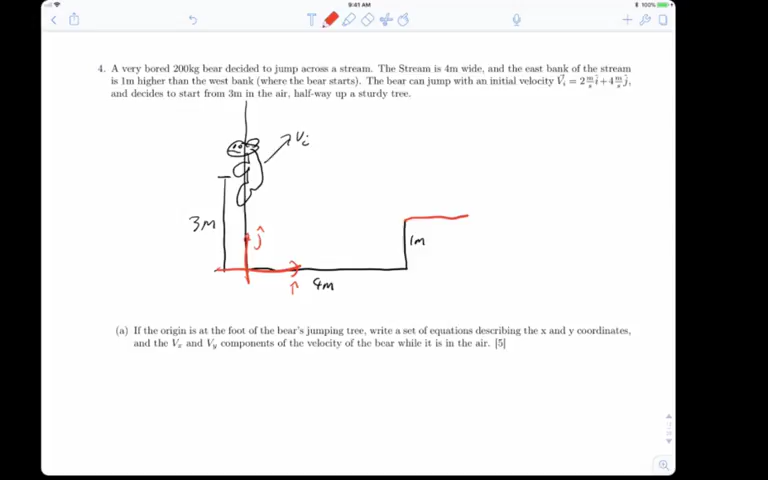 9:41 AM
100%
4. A very bored 200kg bear decided to jump across a stream. The Stream is 4m wide, and the east bank of the stream
is 1m higher than the west bank (where the bear starts). The bear can jump with an initial velocity V⃗ᵢ = 2 m/s î + 4 m/s ĵ,
and decides to start from 3m in the air, half-way up a sturdy tree.
Vi
3M
ĵ
1M
î
4M
(a) If the origin is at the foot of the bear's jumping tree, write a set of equations describing the x and y coordinates,
and the Vₓ and Vᵧ components of the velocity of the bear while it is in the air. [5]